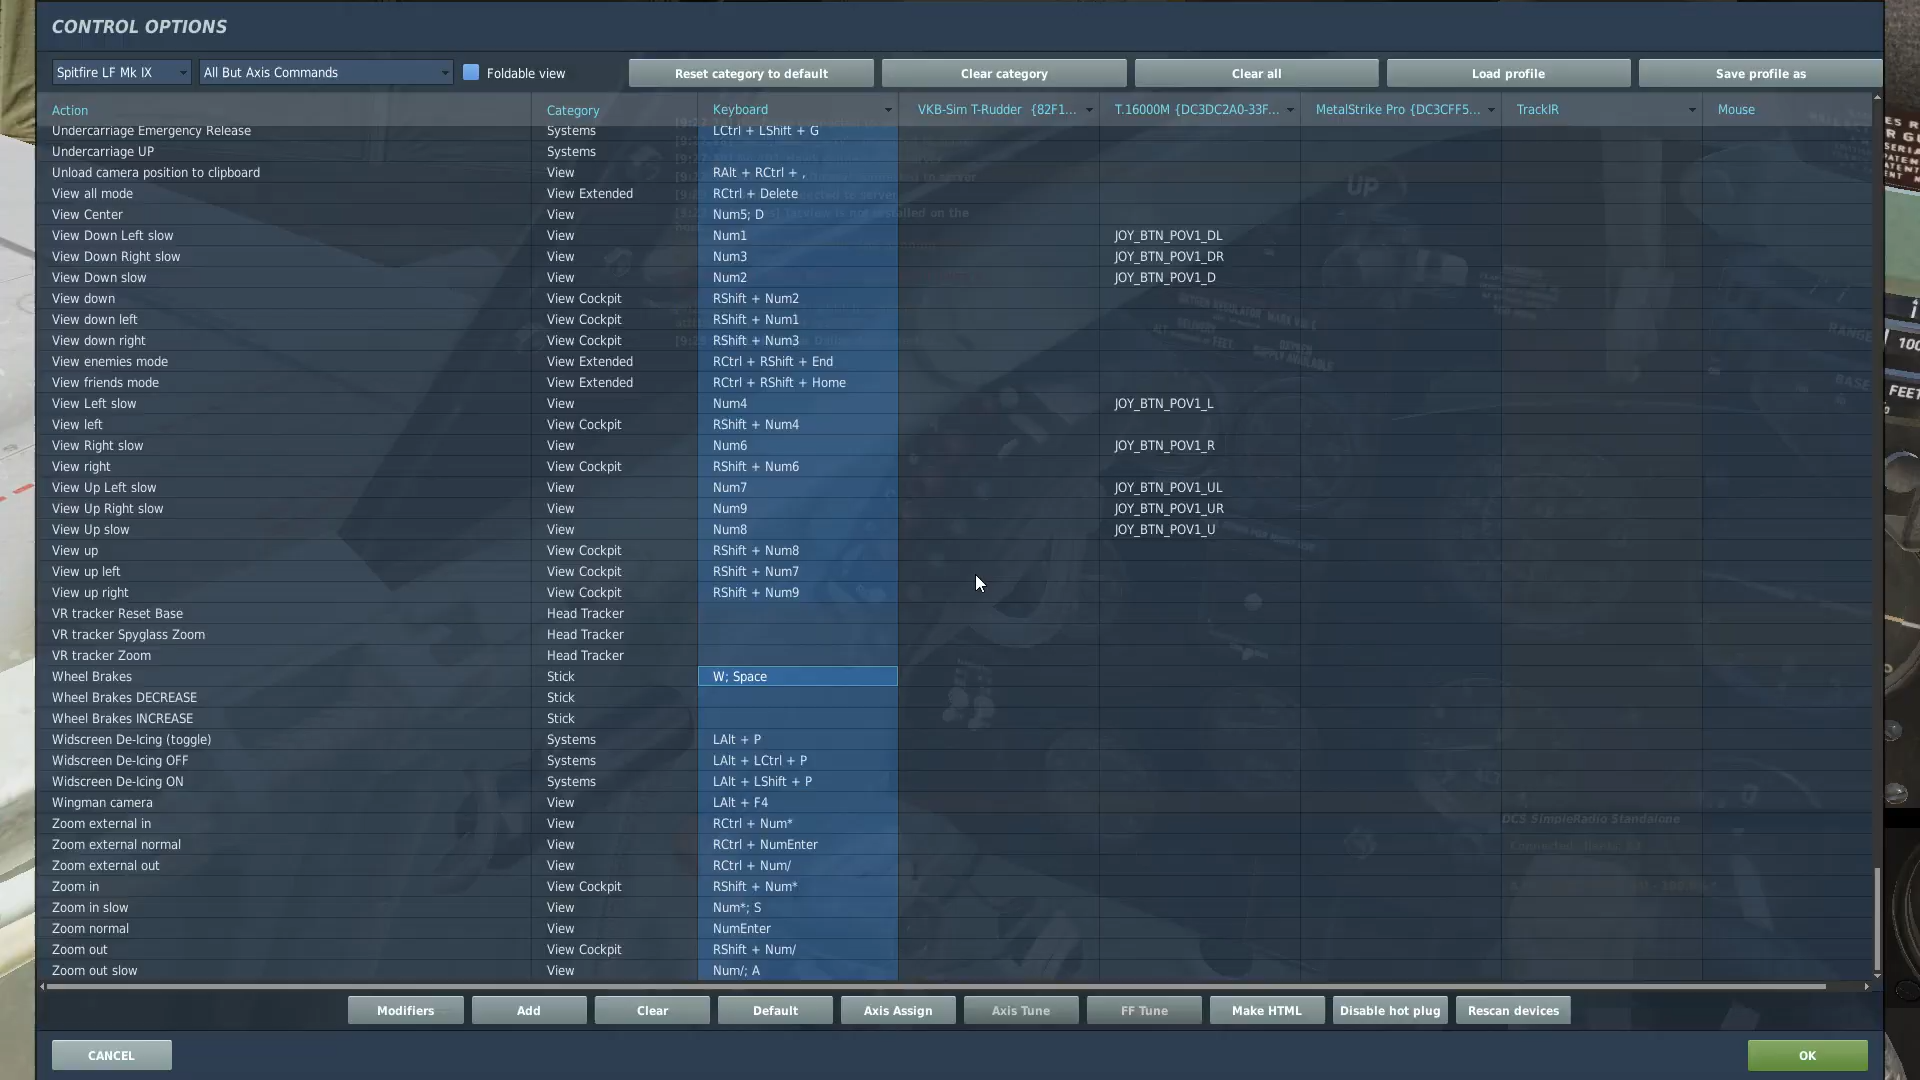 CONTROL OPTIONS
Spitfire LF Mk IX All But Axis Commands Foldable view Reset category to default Clear category Clear all Load profile Save profile as
Action Category Keyboard VKB-Sim T-Rudder {82F1... T.16000M {DC3DC2A0-33F... MetalStrike Pro {DC3CFF5... TrackIR Mouse
Undercarriage Emergency Release Systems LCtrl + LShift + G
Undercarriage UP Systems
Unload camera position to clipboard View RAlt + RCtrl + ,
View all mode View Extended RCtrl + Delete
View Center View Num5; D
View Down Left slow View Num1 JOY_BTN_POV1_DL
View Down Right slow View Num3 JOY_BTN_POV1_DR
View Down slow View Num2 JOY_BTN_POV1_D
View down View Cockpit RShift + Num2
View down left View Cockpit RShift + Num1
View down right View Cockpit RShift + Num3
View enemies mode View Extended RCtrl + RShift + End
View friends mode View Extended RCtrl + RShift + Home
View Left slow View Num4 JOY_BTN_POV1_L
View left View Cockpit RShift + Num4
View Right slow View Num6 JOY_BTN_POV1_R
View right View Cockpit RShift + Num6
View Up Left slow View Num7 JOY_BTN_POV1_UL
View Up Right slow View Num9 JOY_BTN_POV1_UR
View Up slow View Num8 JOY_BTN_POV1_U
View up View Cockpit RShift + Num8
View up left View Cockpit RShift + Num7
View up right View Cockpit RShift + Num9
VR tracker Reset Base Head Tracker
VR tracker Spyglass Zoom Head Tracker
VR tracker Zoom Head Tracker
Wheel Brakes Stick W; Space
Wheel Brakes DECREASE Stick
Wheel Brakes INCREASE Stick
Widscreen De-Icing (toggle) Systems LAlt + P
Widscreen De-Icing OFF Systems LAlt + LCtrl + P
Widscreen De-Icing ON Systems LAlt + LShift + P
Wingman camera View LAlt + F4
Zoom external in View RCtrl + Num*
Zoom external normal View RCtrl + NumEnter
Zoom external out View RCtrl + Num/
Zoom in View Cockpit RShift + Num*
Zoom in slow View Num*; S
Zoom normal View NumEnter
Zoom out View Cockpit RShift + Num/
Zoom out slow View Num/; A
UP
RANGE
100
BASE
FEET
DCS SimpleRadio Standalone
Modifiers Add Clear Default Axis Assign Axis Tune FF Tune Make HTML Disable hot plug Rescan devices
CANCEL OK